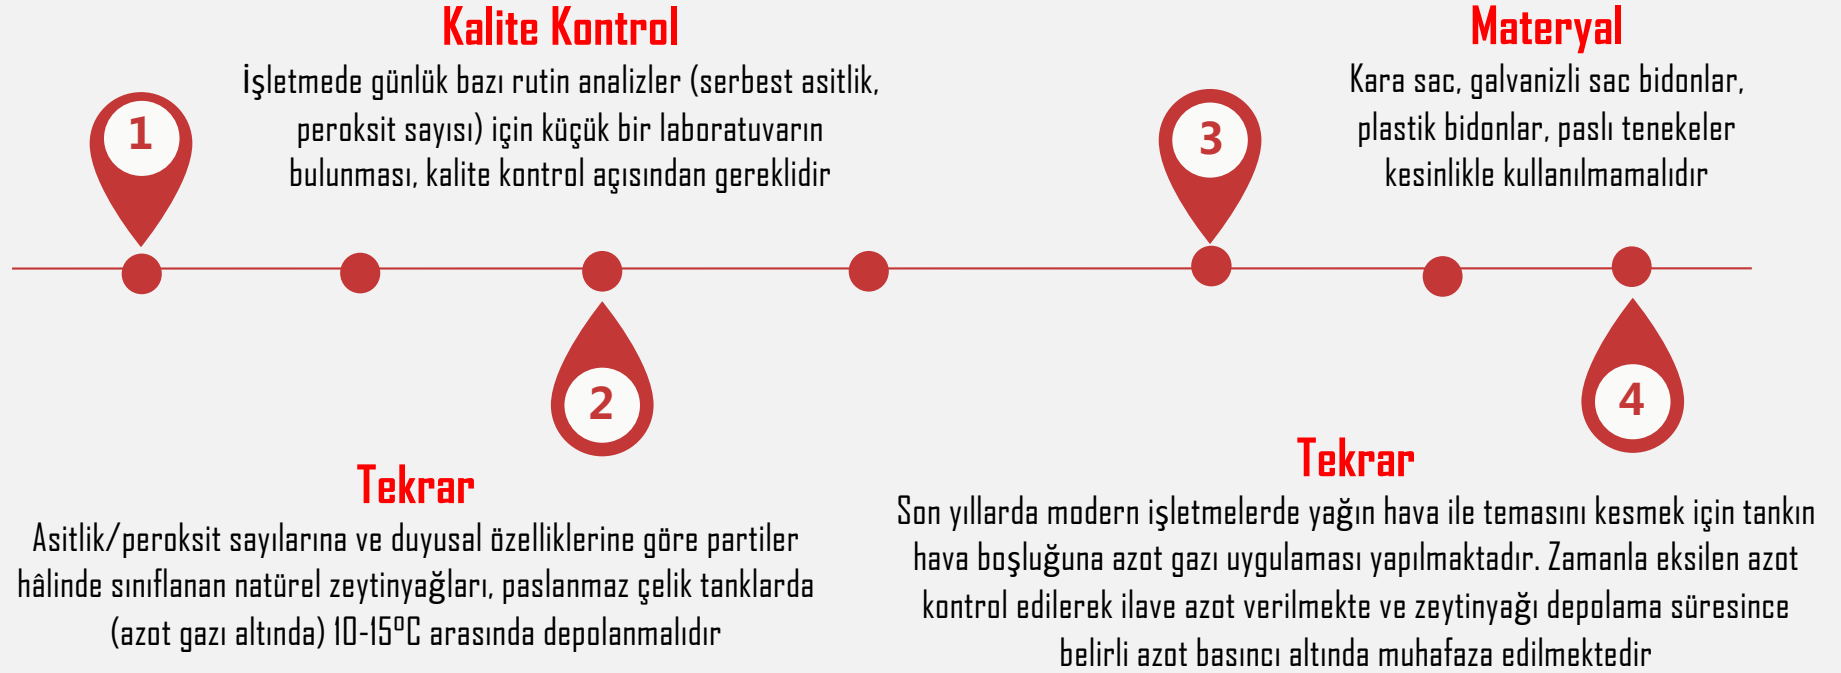 Kalite Kontrol
İşletmede günlük bazı rutin analizler (serbest asitlik,
peroksit sayısı) için küçük bir laboratuvarın
bulunması, kalite kontrol açısından gereklidir
1
Materyal
Kara sac, galvanizli sac bidonlar,
plastik bidonlar, paslı tenekeler
kesinlikle kullanılmamalıdır
3
2
Tekrar
Asitlik/peroksit sayılarına ve duyusal özelliklerine göre partiler
hâlinde sınıflanan natürel zeytinyağları, paslanmaz çelik tanklarda
(azot gazı altında) 10-15ºC arasında depolanmalıdır
4
Tekrar
Son yıllarda modern işletmelerde yağın hava ile temasını kesmek için tankın
hava boşluğuna azot gazı uygulaması yapılmaktadır. Zamanla eksilen azot
kontrol edilerek ilave azot verilmekte ve zeytinyağı depolama süresince
belirli azot basıncı altında muhafaza edilmektedir